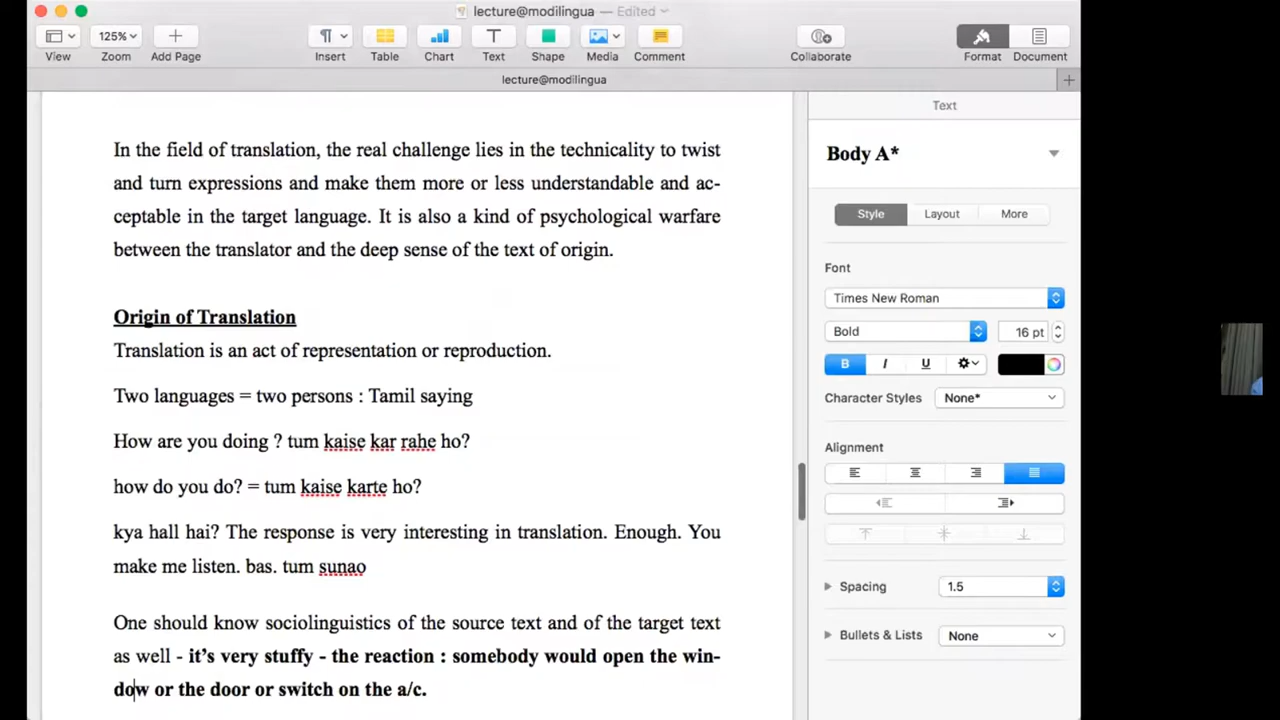 lecture@modilingua — Edited
125%
View
Zoom
Add Page
Insert
Table
Chart
Text
Shape
Media
Comment
Collaborate
Format
Document
lecture@modilingua
In the field of translation, the real challenge lies in the technicality to twist
and turn expressions and make them more or less understandable and ac-
ceptable in the target language. It is also a kind of psychological warfare
between the translator and the deep sense of the text of origin.
Origin of Translation
Translation is an act of representation or reproduction.
Two languages = two persons : Tamil saying
How are you doing ? tum kaise kar rahe ho?
how do you do? = tum kaise karte ho?
kya hall hai? The response is very interesting in translation. Enough. You
make me listen. bas. tum sunao
One should know sociolinguistics of the source text and of the target text
as well - it’s very stuffy - the reaction : somebody would open the win-
dow or the door or switch on the a/c.
Text
Body A*
Style
Layout
More
Font
Times New Roman
Bold
16 pt
B I U
Character Styles
None*
Alignment
Spacing
1.5
Bullets & Lists
None